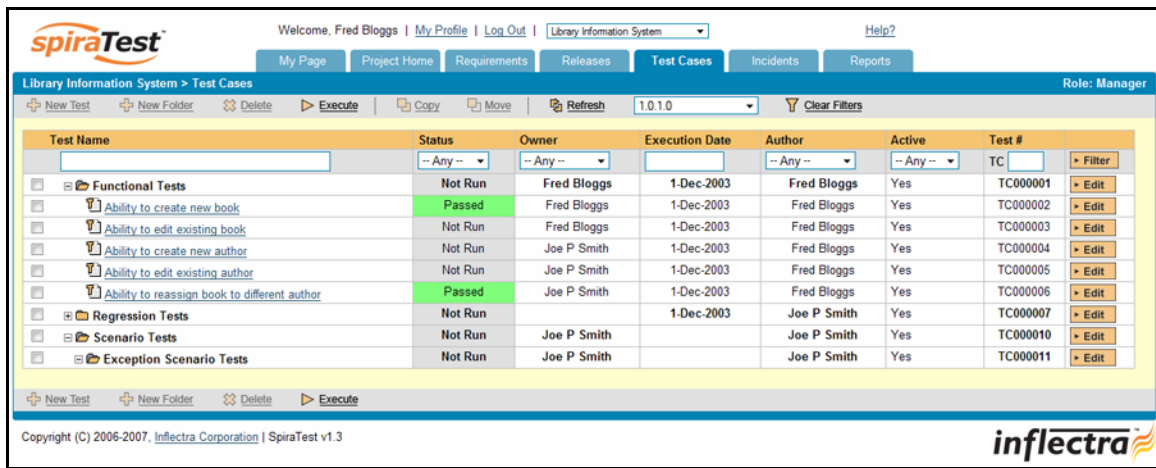 spiraTest
Welcome, Fred Bloggs | My Profile | Log Out | Library Information System Help?
My Page Project Home Requirements Releases Test Cases Incidents Reports
Library Information System > Test Cases Role: Manager
New Test New Folder Delete Execute Copy Move Refresh 1.0.1.0 Clear Filters
Test Name Status Owner Execution Date Author Active Test #
-- Any -- -- Any -- -- Any -- -- Any -- TC Filter
Functional Tests Not Run Fred Bloggs 1-Dec-2003 Fred Bloggs Yes TC000001 Edit
Ability to create new book Passed Fred Bloggs 1-Dec-2003 Fred Bloggs Yes TC000002 Edit
Ability to edit existing book Not Run Fred Bloggs 1-Dec-2003 Fred Bloggs Yes TC000003 Edit
Ability to create new author Not Run Joe P Smith 1-Dec-2003 Fred Bloggs Yes TC000004 Edit
Ability to edit existing author Not Run Joe P Smith 1-Dec-2003 Fred Bloggs Yes TC000005 Edit
Ability to reassign book to different author Passed Joe P Smith 1-Dec-2003 Fred Bloggs Yes TC000006 Edit
Regression Tests Not Run 1-Dec-2003 Joe P Smith Yes TC000007 Edit
Scenario Tests Not Run Joe P Smith Joe P Smith Yes TC000010 Edit
Exception Scenario Tests Not Run Joe P Smith Joe P Smith Yes TC000011 Edit
New Test New Folder Delete Execute
Copyright (C) 2006-2007, Inflectra Corporation | SpiraTest v1.3
inflectra